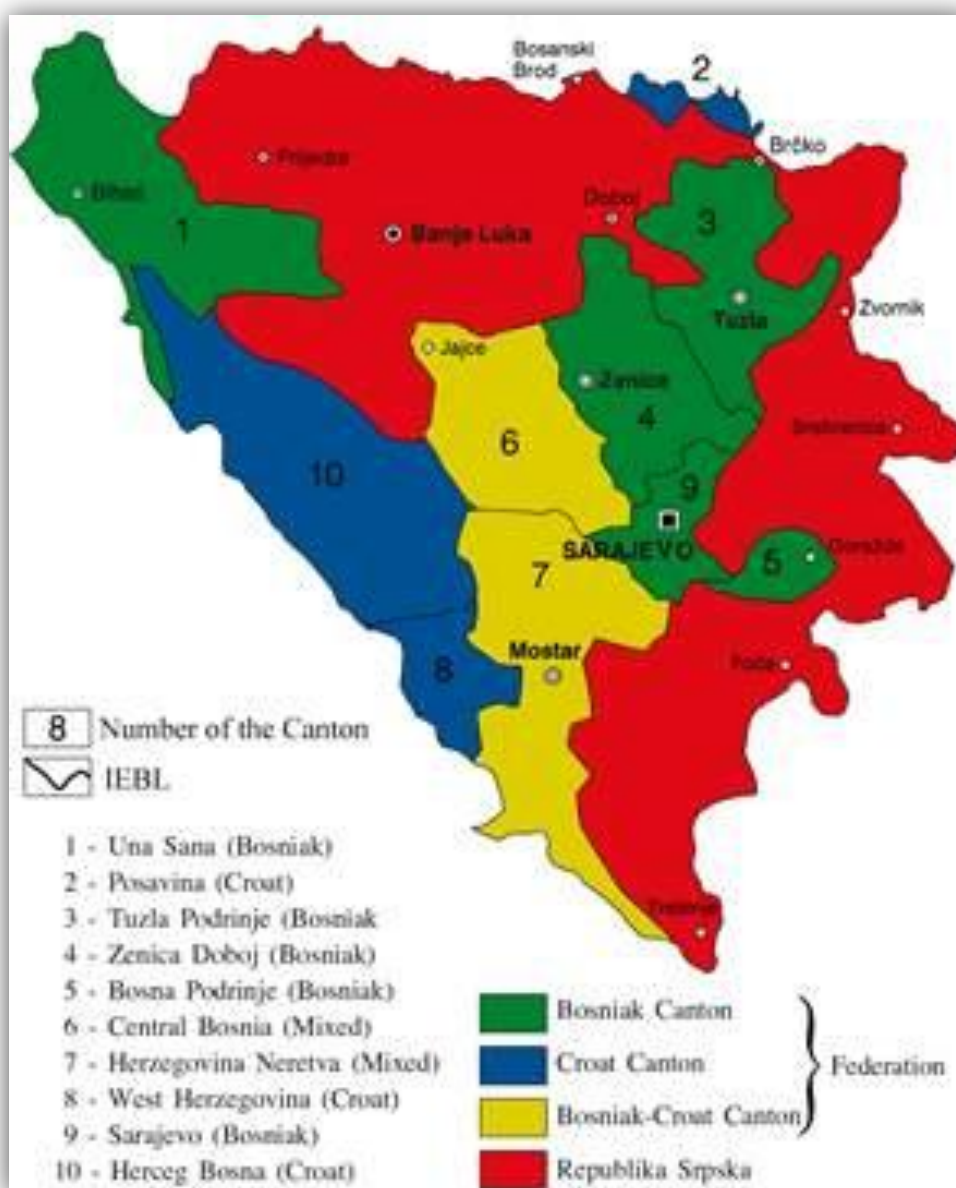 Bosanski
Brod
2
Brčko
Prijedor
Bihać
1
Banja Luka
Doboj
3
Tuzla
Zvornik
Jajce
Zenica
4
6
Srebrenica
10
9
SARAJEVO
5
Goražde
7
Mostar
8
Foča
Trebinje
8 Number of the Canton
IEBL
1 - Una Sana (Bosniak)
2 - Posavina (Croat)
3 - Tuzla Podrinje (Bosniak
4 - Zenica Doboj (Bosniak)
5 - Bosna Podrinje (Bosniak)
6 - Central Bosnia (Mixed)
7 - Herzegovina Neretva (Mixed)
8 - West Herzegovina (Croat)
9 - Sarajevo (Bosniak)
10 - Herceg Bosna (Croat)
Bosniak Canton
Croat Canton
Federation
Bosniak-Croat Canton
Republika Srpska